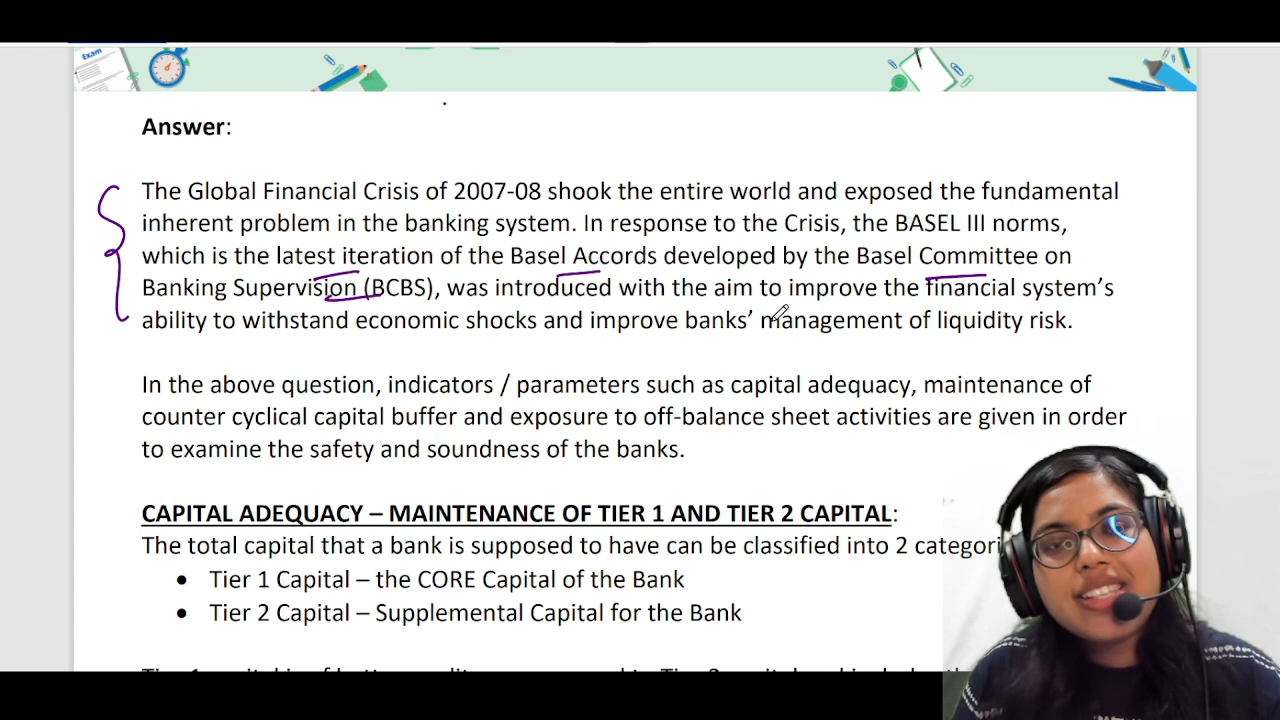 Exam
Answer:
The Global Financial Crisis of 2007-08 shook the entire world and exposed the fundamental
inherent problem in the banking system. In response to the Crisis, the BASEL III norms,
which is the latest iteration of the Basel Accords developed by the Basel Committee on
Banking Supervision (BCBS), was introduced with the aim to improve the financial system’s
ability to withstand economic shocks and improve banks’ management of liquidity risk.
In the above question, indicators / parameters such as capital adequacy, maintenance of
counter cyclical capital buffer and exposure to off-balance sheet activities are given in order
to examine the safety and soundness of the banks.
CAPITAL ADEQUACY – MAINTENANCE OF TIER 1 AND TIER 2 CAPITAL:
The total capital that a bank is supposed to have can be classified into 2 categori
• Tier 1 Capital – the CORE Capital of the Bank
• Tier 2 Capital – Supplemental Capital for the Bank